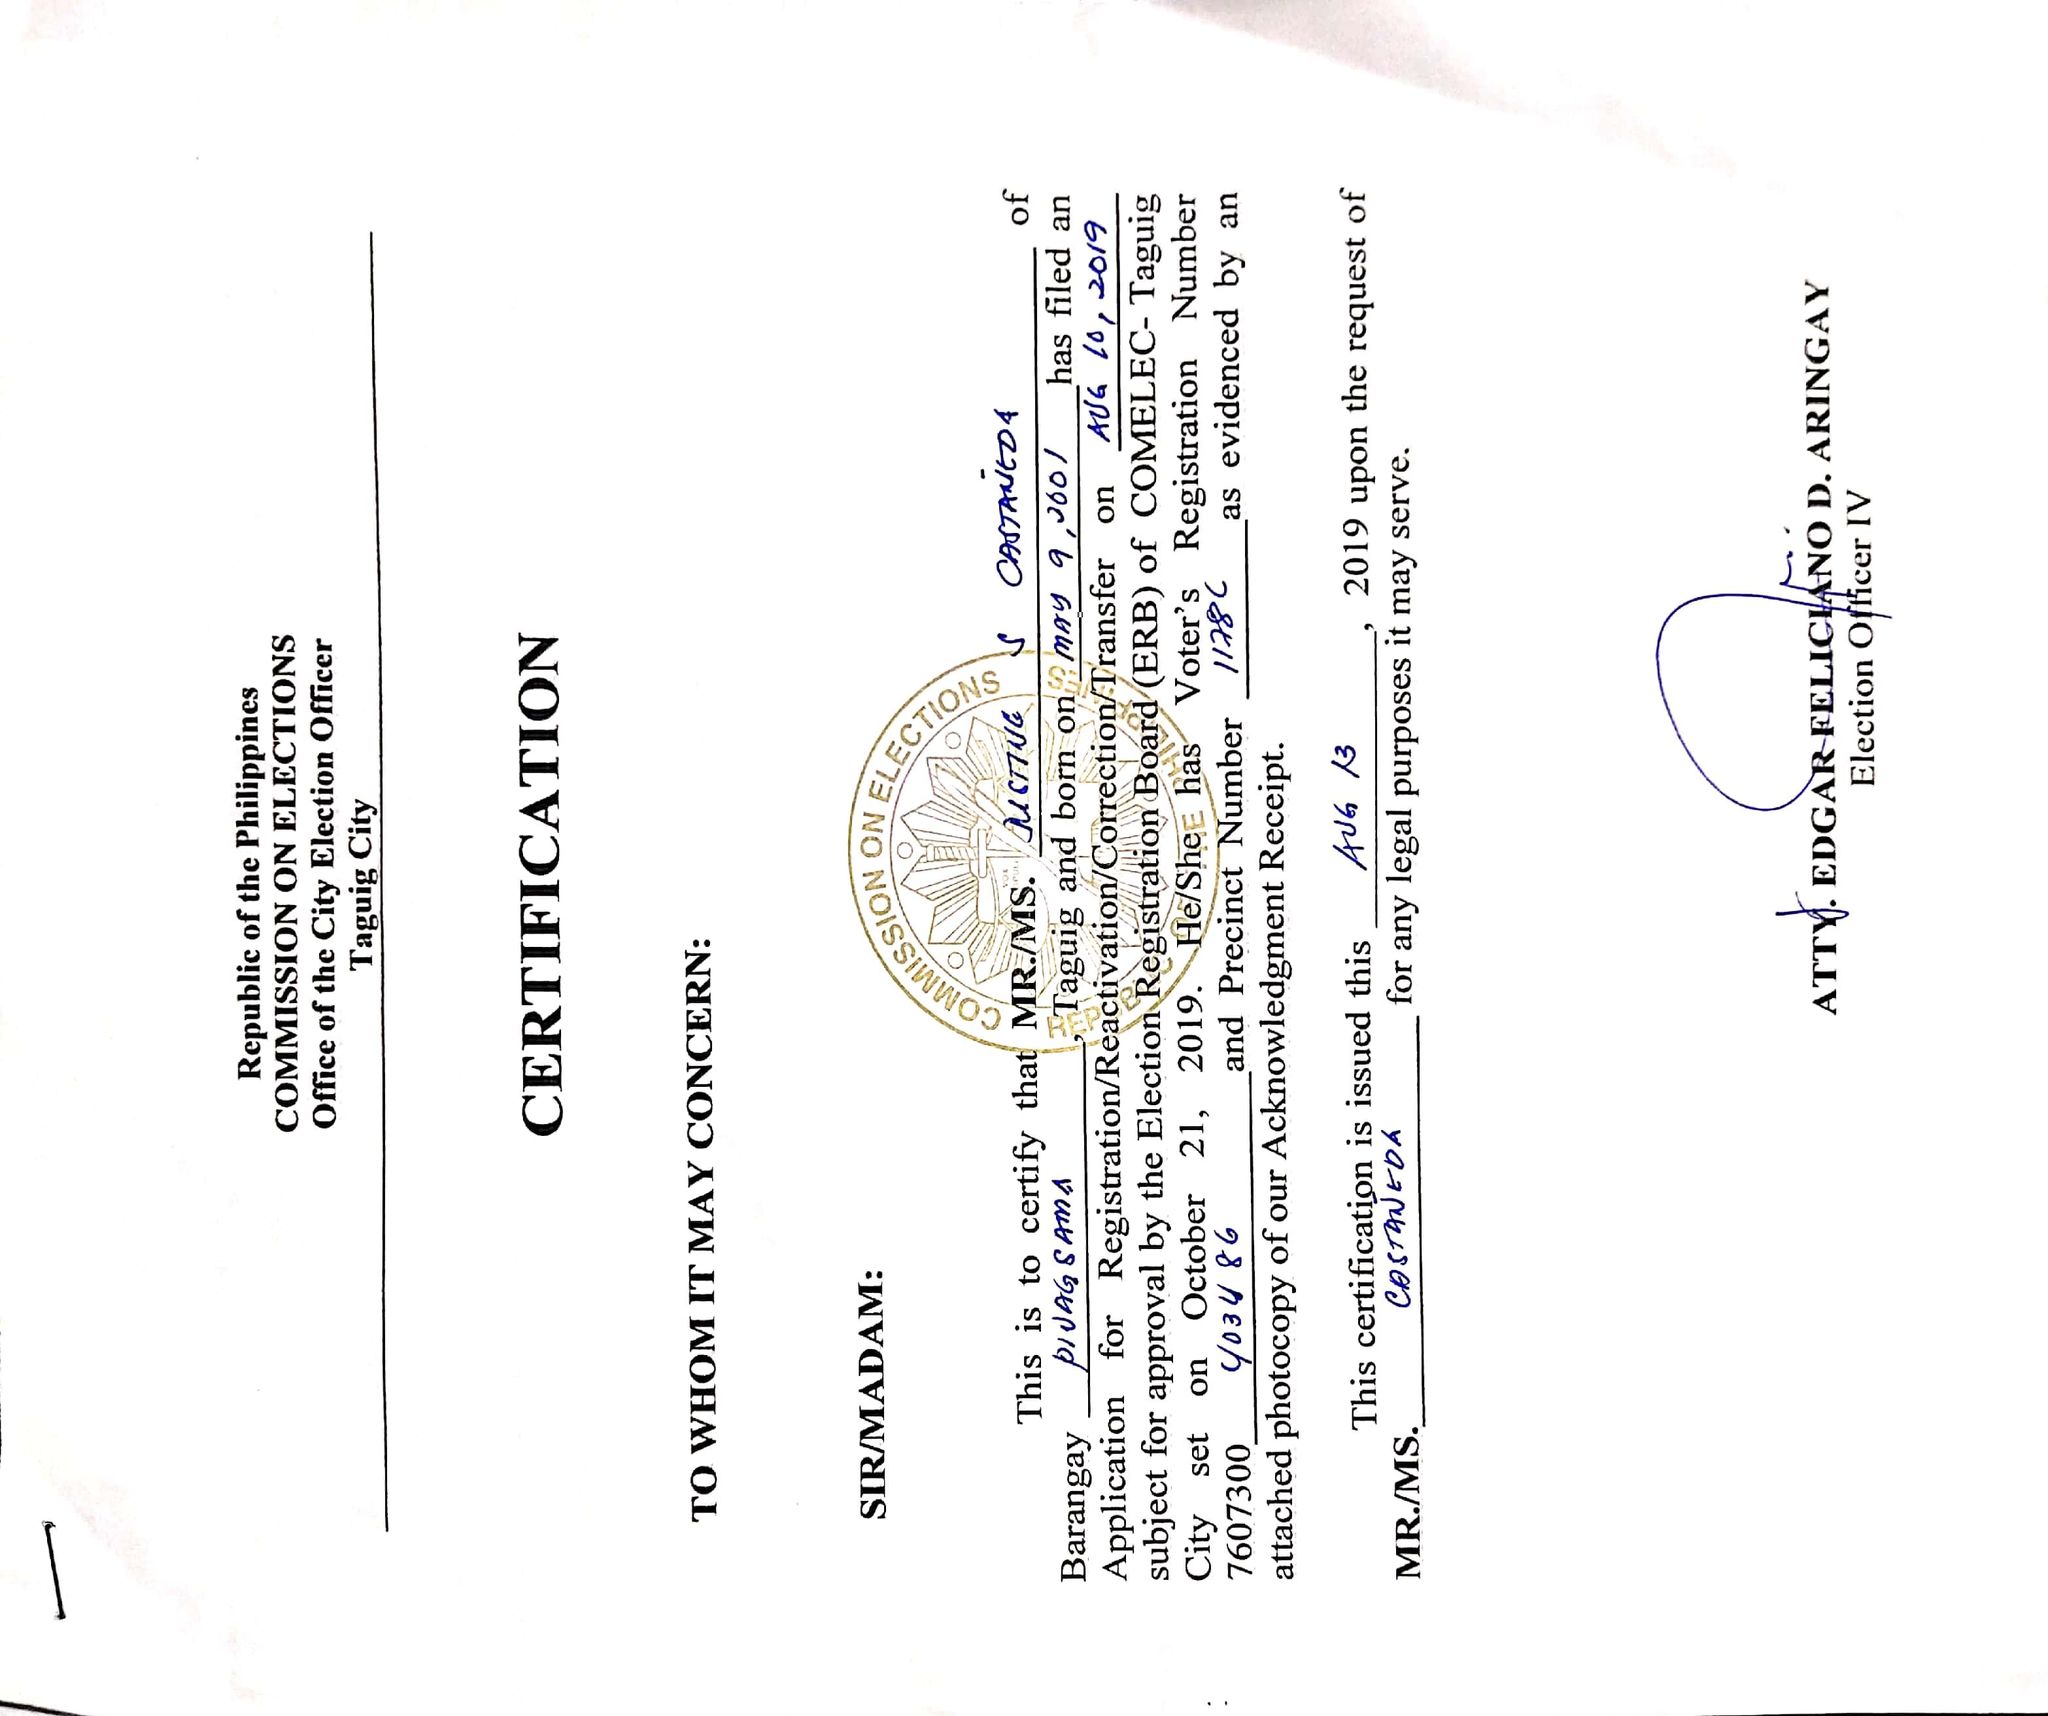 Republic of the Philippines
COMMISSION ON ELECTIONS
Office of the City Election Officer
Taguig City
CERTIFICATION
TO WHOM IT MAY CONCERN:
SIR/MADAM:
This is to certify that MR./MS. S CASTAÑEDA of
Barangay PINAGSAMA, Taguig and born on MAY 9, 2001 has filed an
Application for Registration/Reactivation/Correction/Transfer on AUG 10, 2019
subject for approval by the Election Registration Board (ERB) of COMELEC- Taguig
City set on October 21, 2019. He/She has Voter's Registration Number
7607300 403486 and Precinct Number 1178C as evidenced by an
attached photocopy of our Acknowledgment Receipt.
This certification is issued this AUG 13, 2019 upon the request of
MR./MS. CASTANEDA for any legal purposes it may serve.
ATTY. EDGAR FELICIANO D. ARINGAY
Election Officer IV
COMMISSION ON ELECTIONS
REPUBLIC OF THE PHILIPPINES